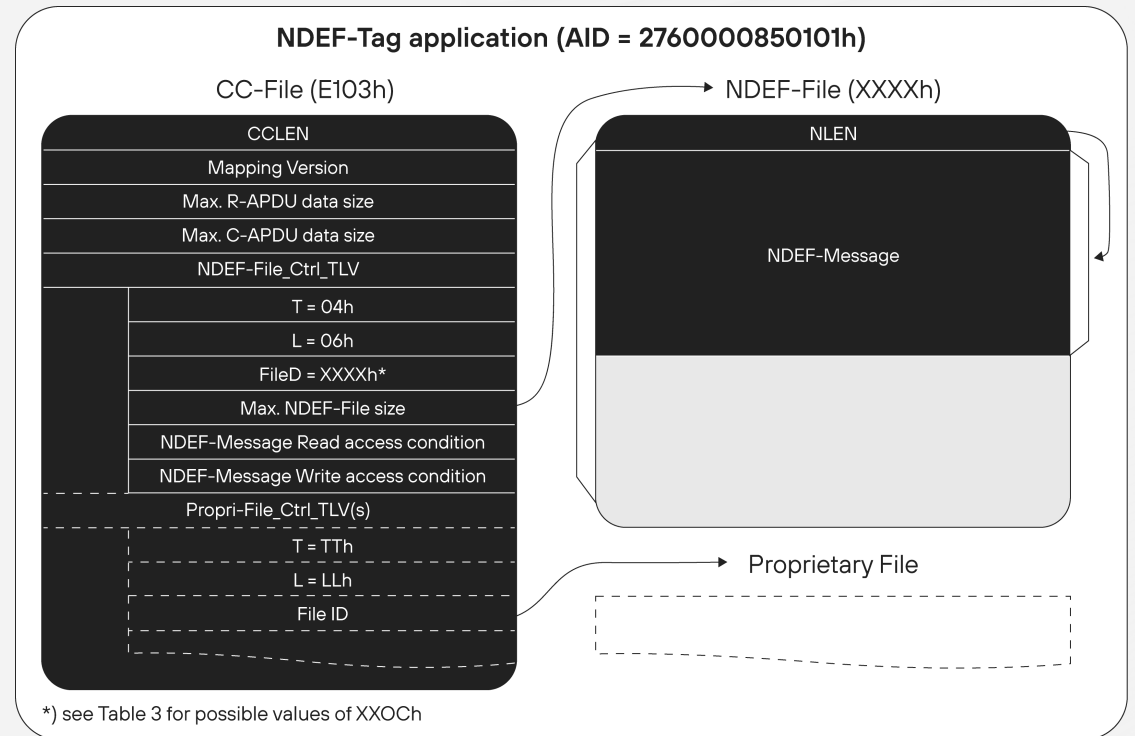 NDEF-Tag application (AID = 2760000850101h)
CC-File (E103h)
CCLEN
Mapping Version
Max. R-APDU data size
Max. C-APDU data size
NDEF-File_Ctrl_TLV
T = 04h
L = 06h
FileD = XXXXh*
Max. NDEF-File size
NDEF-Message Read access condition
NDEF-Message Write access condition
Propri-File_Ctrl_TLV(s)
T = TTh
L = LLh
File ID
NDEF-File (XXXXh)
NLEN
NDEF-Message
Proprietary File
*) see Table 3 for possible values of XXOCh